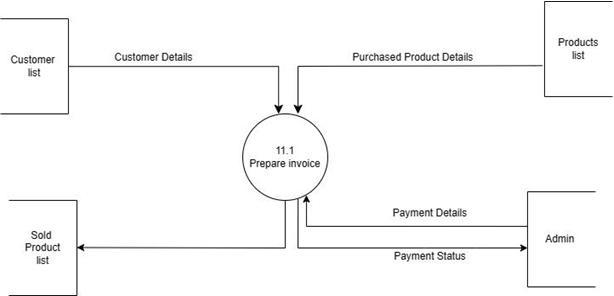 Customer
list
Customer Details
Purchased Product Details
Products
list
11.1
Prepare invoice
Sold
Product
list
Payment Details
Payment Status
Admin